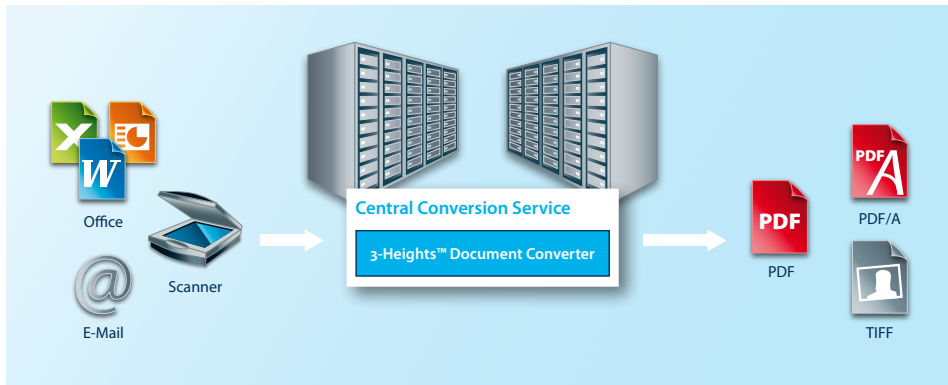 X
W
Office
Scanner
@
E-Mail
Central Conversion Service
3-Heights™ Document Converter
PDF
PDF
PDF
A
PDF/A
TIFF